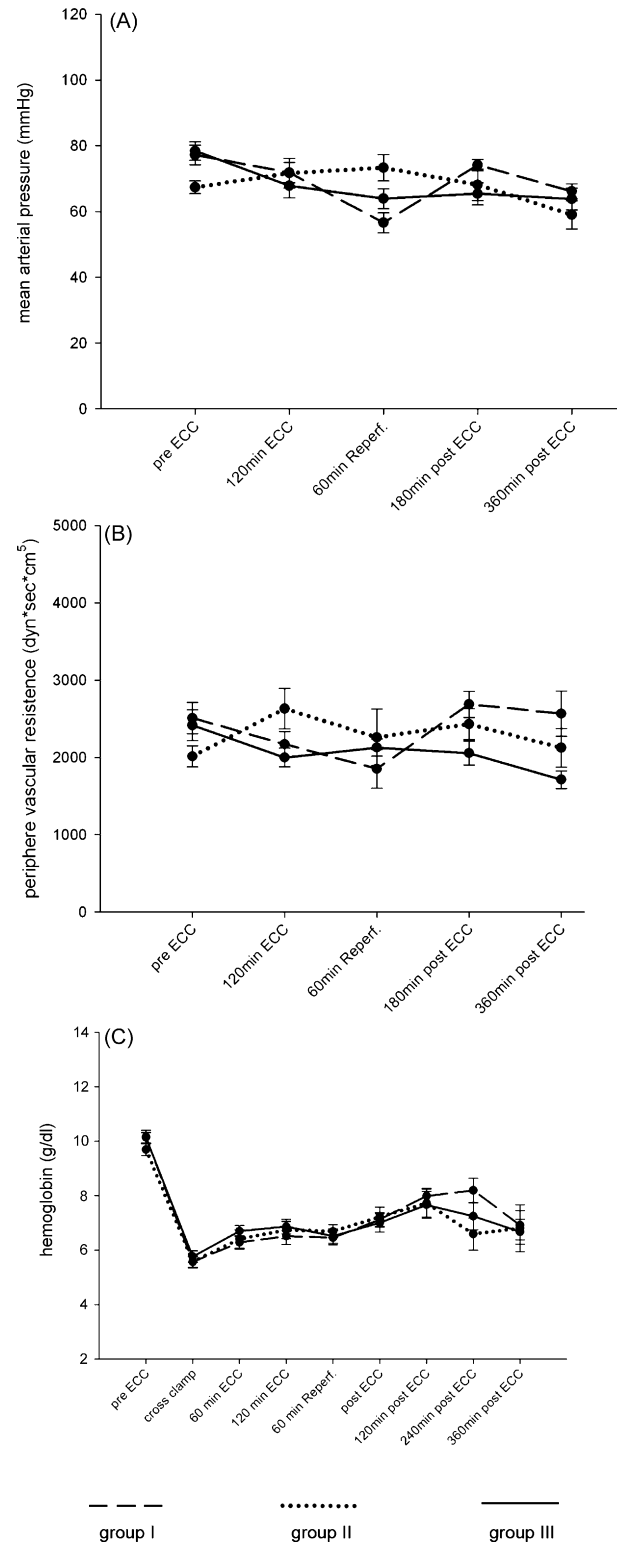 (A)
mean arterial pressure (mmHg)
120
100
80
60
40
20
0
pre ECC
120min ECC
60min Reperf.
180min post ECC
360min post ECC
(B)
periphere vascular resistence (dyn*sec*cm⁵)
5000
4000
3000
2000
1000
0
pre ECC
120min ECC
60min Reperf.
180min post ECC
360min post ECC
(C)
hemoglobin (g/dl)
14
12
10
8
6
4
2
pre ECC
cross clamp
60 min ECC
120 min ECC
60 min Reperf.
post ECC
120min post ECC
240min post ECC
360min post ECC
group I
group II
group III